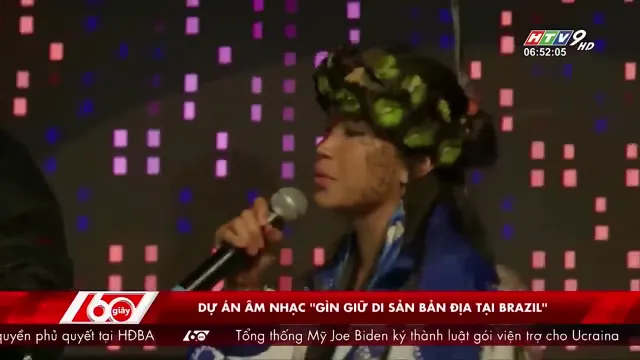 HTV9 HD
06:52:05
60 giây
DỰ ÁN ÂM NHẠC "GÌN GIỮ DI SẢN BẢN ĐỊA TẠI BRAZIL"
quyền phủ quyết tại HĐBA 60 Tổng thống Mỹ Joe Biden ký thành luật gói viện trợ cho Ucraina